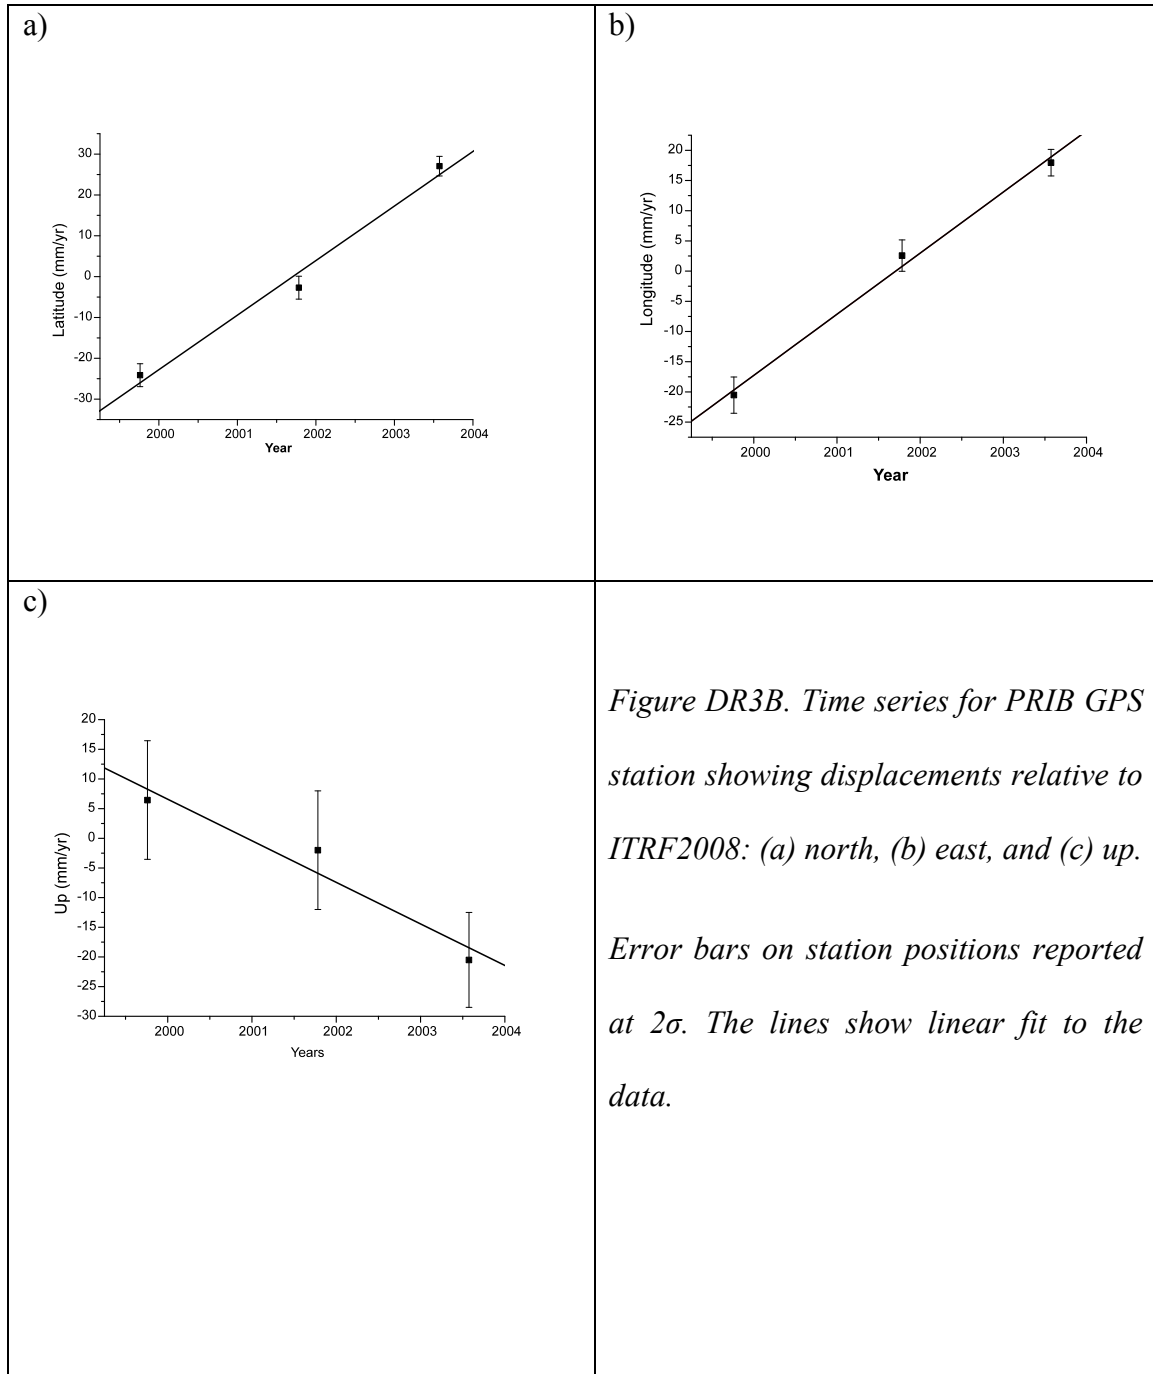 a)
30
20
10
0
-10
-20
-30
Latitude (mm/yr)
2000 2001 2002 2003 2004
Year
b)
20
15
10
5
0
-5
-10
-15
-20
-25
Longitude (mm/yr)
2000 2001 2002 2003 2004
Year
c)
20
15
10
5
0
-5
-10
-15
-20
-25
-30
Up (mm/yr)
2000 2001 2002 2003 2004
Years
Figure DR3B. Time series for PRIB GPS
station showing displacements relative to
ITRF2008: (a) north, (b) east, and (c) up.
Error bars on station positions reported
at 2σ. The lines show linear fit to the
data.